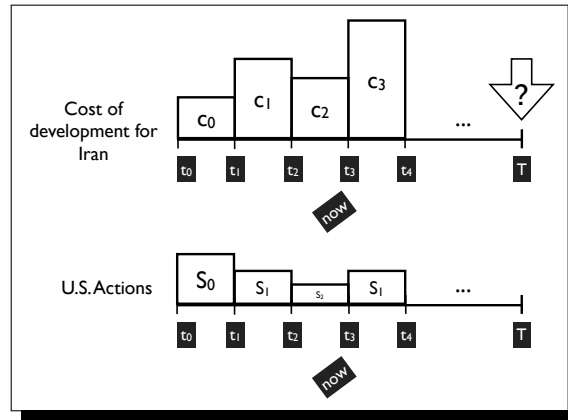 ?
Cost of
development for
Iran
c₀ c₁ c₂ c₃ ...
t₀ t₁ t₂ t₃ t₄ T
now
U.S. Actions
S₀ S₁ S₂ S₁ ...
t₀ t₁ t₂ t₃ t₄ T
now